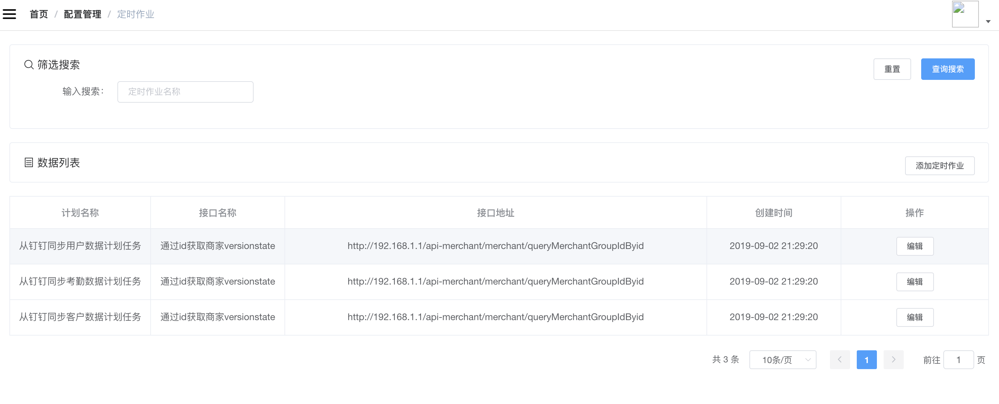 首页 / 配置管理 / 定时作业
筛选搜索
重置
查询搜索
输入搜索：
定时作业名称
数据列表
添加定时作业
计划名称 接口名称 接口地址 创建时间 操作
从钉钉同步用户数据计划任务 通过id获取商家versionstate http://192.168.1.1/api-merchant/merchant/queryMerchantGroupIdByid 2019-09-02 21:29:20 编辑
从钉钉同步考勤数据计划任务 通过id获取商家versionstate http://192.168.1.1/api-merchant/merchant/queryMerchantGroupIdByid 2019-09-02 21:29:20 编辑
从钉钉同步客户数据计划任务 通过id获取商家versionstate http://192.168.1.1/api-merchant/merchant/queryMerchantGroupIdByid 2019-09-02 21:29:20 编辑
共 3 条 10条/页 1 前往 1 页